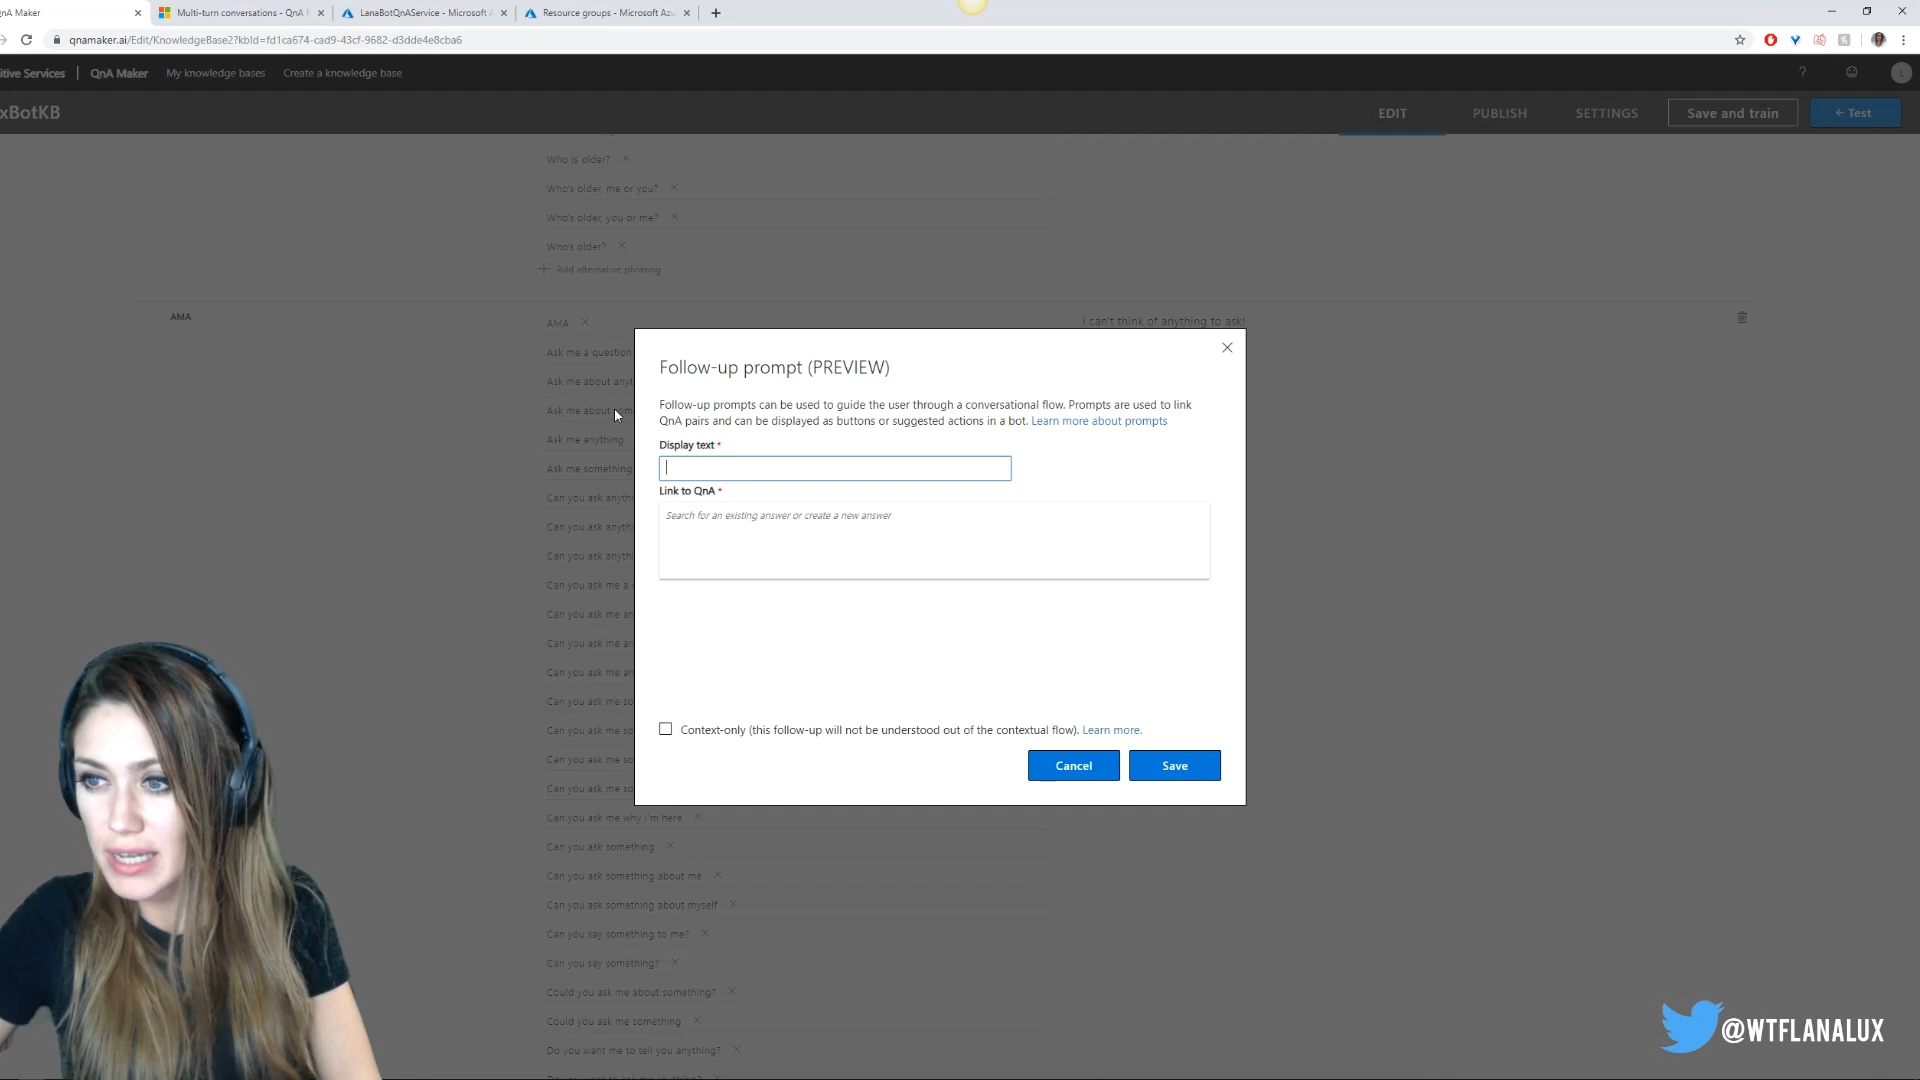 QnA Maker
Multi-turn conversations - QnA
LanaBotQnAService - Microsoft A
Resource groups - Microsoft Azu
qnamaker.ai/Edit/KnowledgeBase2?kbId=fd1ca674-cad9-43cf-9682-d3dde4e8cba6
itive Services | QnA Maker My knowledge bases Create a knowledge base
xBotKB
EDIT PUBLISH SETTINGS Save and train ← Test
Who is older?
Who's older, me or you?
Who's older, you or me?
Who's older?
+ Add alternative phrasing
AMA
AMA
I can't think of anything to ask!
Ask me a question
Ask me about anyt
Ask me about som
Ask me anything
Ask me something
Can you ask anythi
Can you ask anythi
Can you ask anythi
Can you ask me a
Can you ask me an
Can you ask me an
Can you ask me an
Can you ask me so
Can you ask me so
Can you ask me so
Can you ask me so
Can you ask me why i'm here
Can you ask something
Can you ask something about me
Can you ask something about myself
Can you say something to me?
Can you say something?
Could you ask me about something?
Could you ask me something
Do you want me to tell you anything?
Follow-up prompt (PREVIEW)
Follow-up prompts can be used to guide the user through a conversational flow. Prompts are used to link
QnA pairs and can be displayed as buttons or suggested actions in a bot. Learn more about prompts
Display text *
Link to QnA *
Search for an existing answer or create a new answer
Context-only (this follow-up will not be understood out of the contextual flow). Learn more.
Cancel Save
@WTFLANALUX